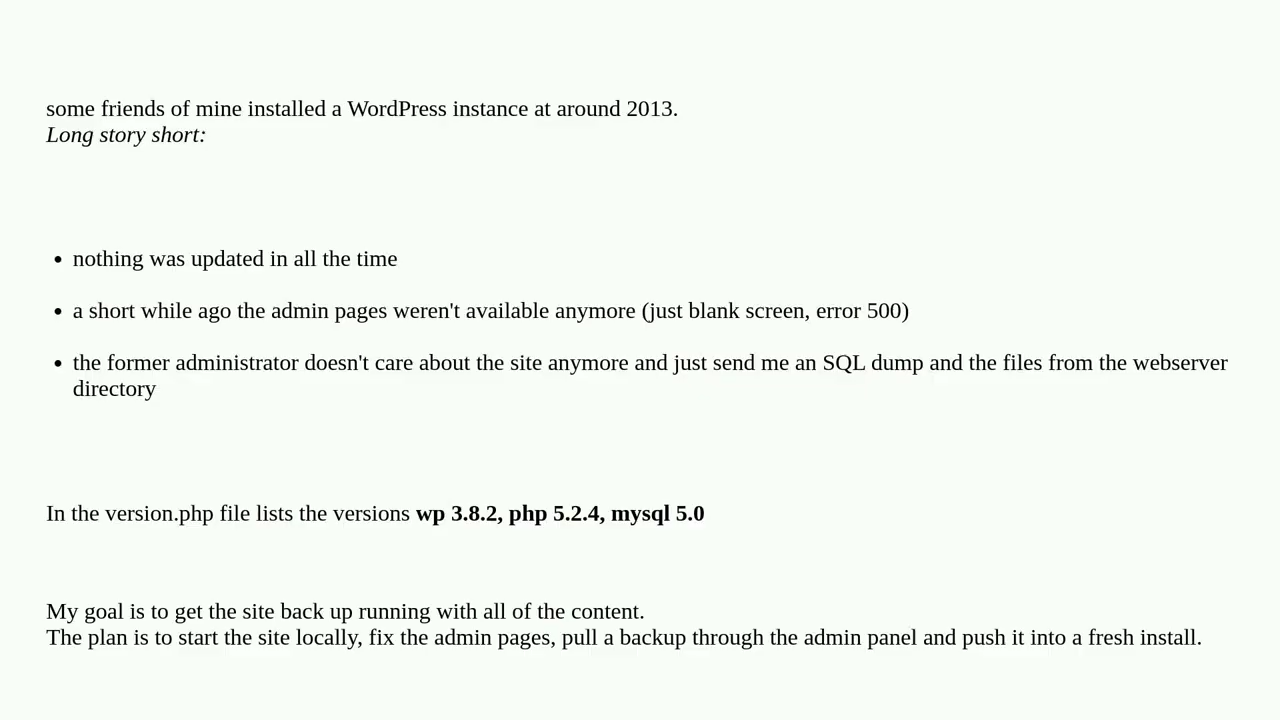 some friends of mine installed a WordPress instance at around 2013.
Long story short:
• nothing was updated in all the time
• a short while ago the admin pages weren't available anymore (just blank screen, error 500)
• the former administrator doesn't care about the site anymore and just send me an SQL dump and the files from the webserver
directory
In the version.php file lists the versions wp 3.8.2, php 5.2.4, mysql 5.0
My goal is to get the site back up running with all of the content.
The plan is to start the site locally, fix the admin pages, pull a backup through the admin panel and push it into a fresh install.